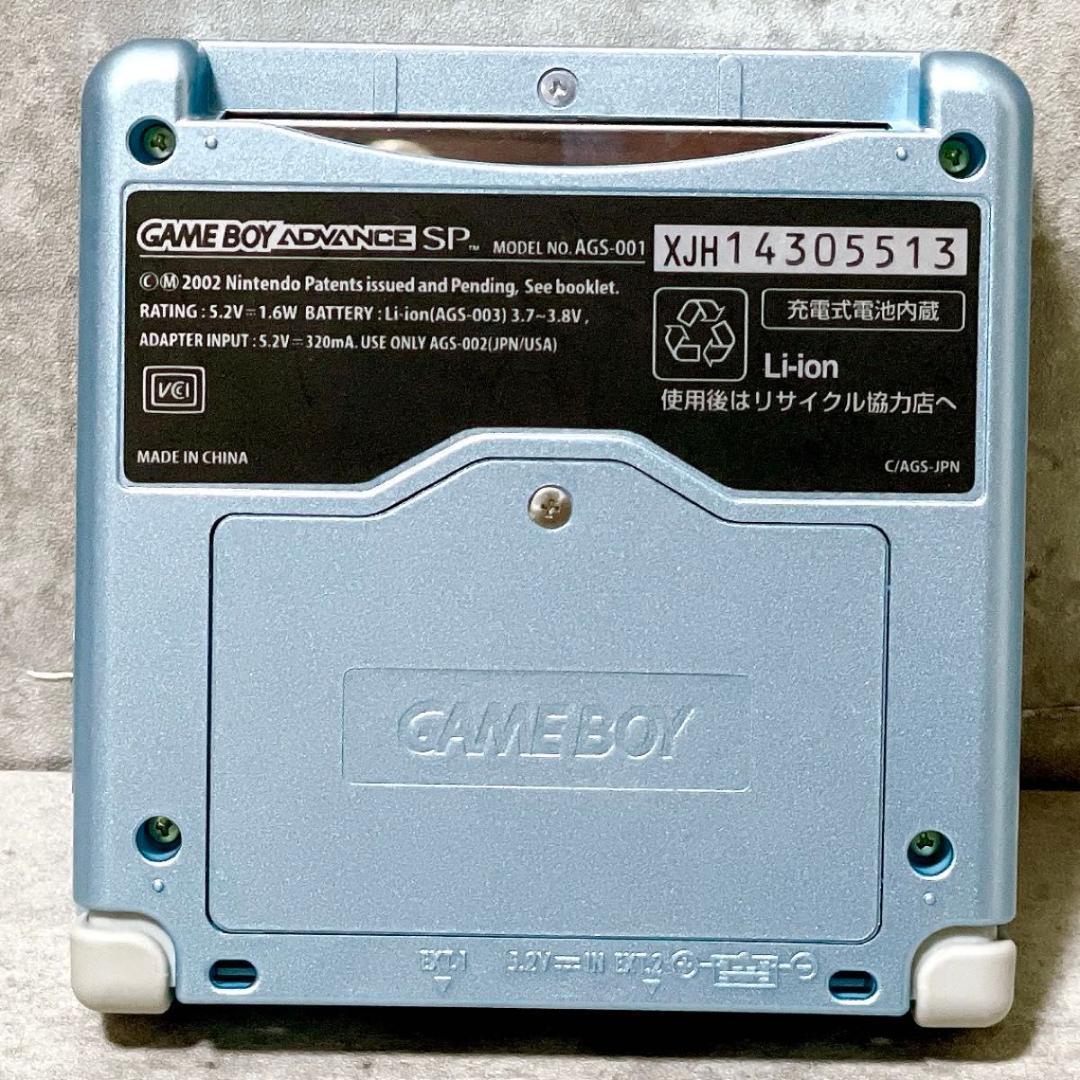 GAME BOY ADVANCE SP™ MODEL NO. AGS-001 XJH14305513
ⒸⓂ 2002 Nintendo Patents issued and Pending, See booklet.
RATING : 5.2V⎓1.6W BATTERY : Li-ion(AGS-003) 3.7~3.8V ,
ADAPTER INPUT : 5.2V⎓320mA. USE ONLY AGS-002(JPN/USA)
VCI
MADE IN CHINA
充電式電池内蔵
Li-ion
使用後はリサイクル協力店へ
C/AGS-JPN
GAME BOY
EXT.1 5.2V⎓IN EXT.2